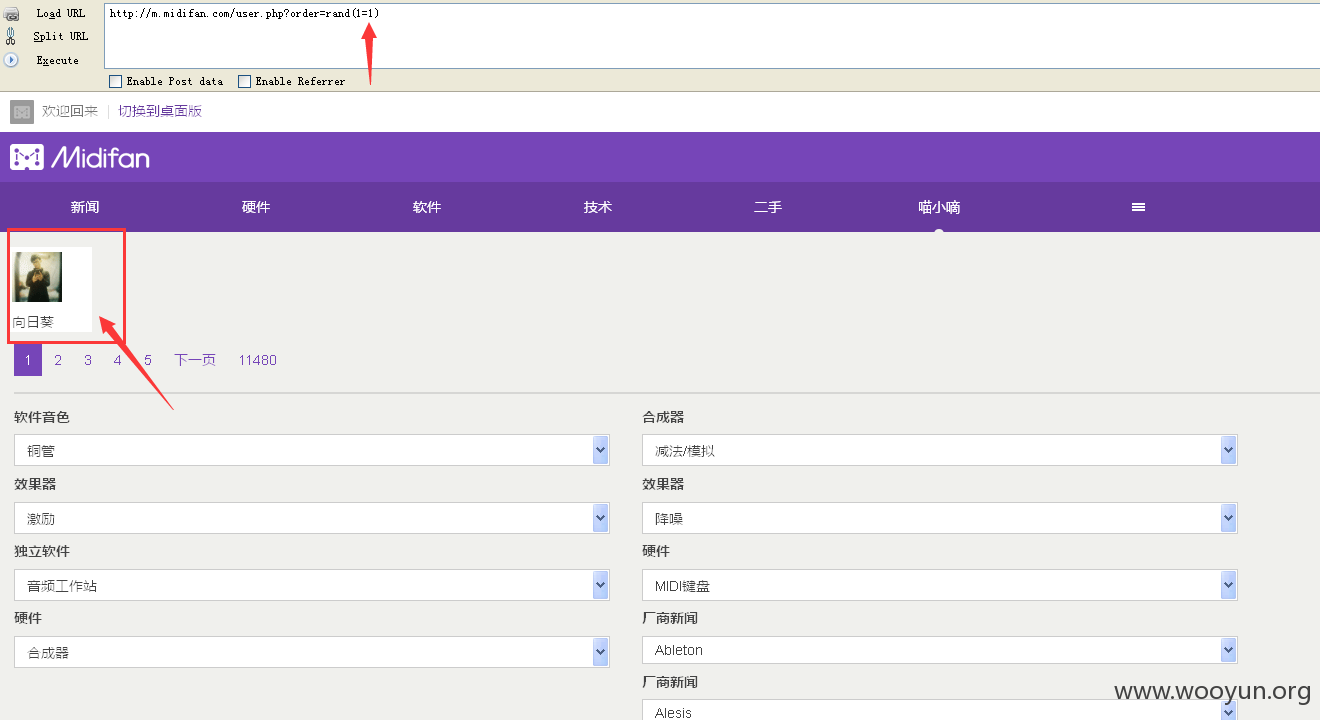 Load URL
http://m.midifan.com/user.php?order=rand(1=1)
Split URL
Execute
Enable Post data Enable Referrer
欢迎回来 切换到桌面版
Midifan
新闻 硬件 软件 技术 二手 喵小嘀
向日葵
1 2 3 4 5 下一页 11480
软件音色 合成器
铜管 减法/模拟
效果器 效果器
激励 降噪
独立软件 硬件
音频工作站 MIDI键盘
硬件 厂商新闻
合成器 Ableton
厂商新闻
www.wooyun.org
Alesis